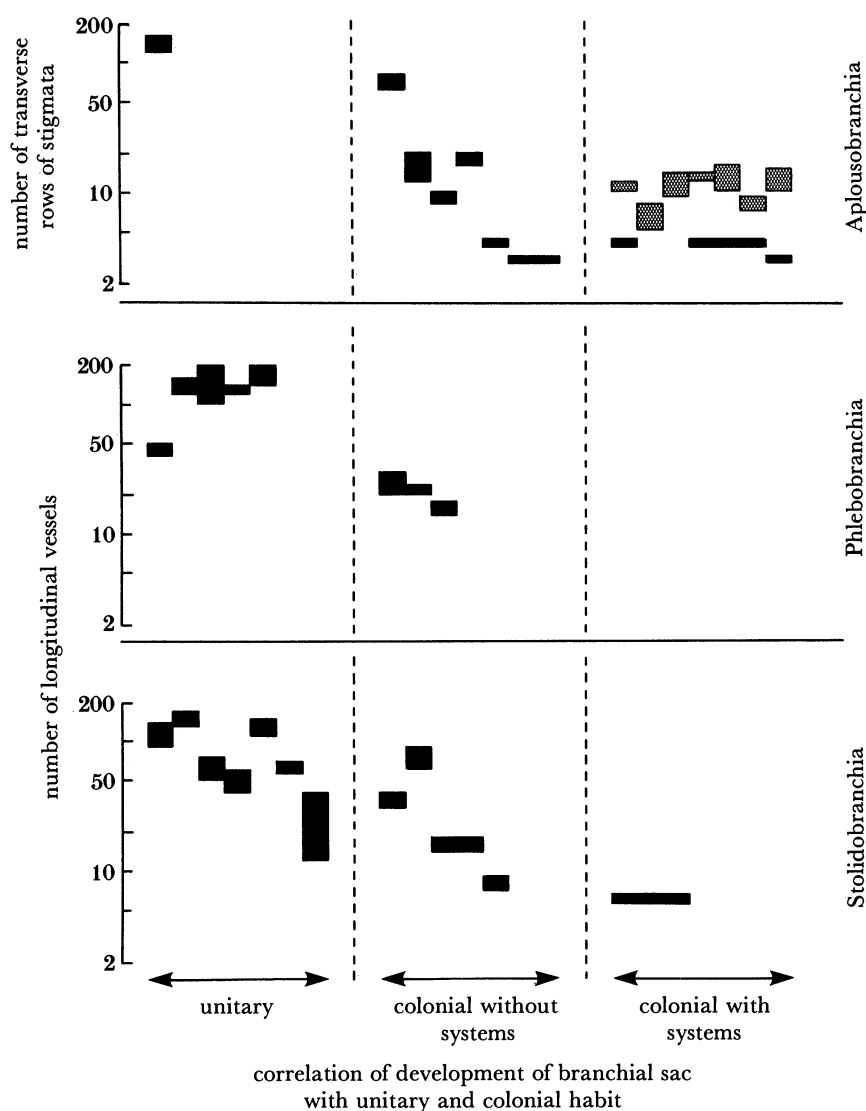 number of transverse
rows of stigmata
200
50
10
2
Aplousobranchia
number of longitudinal vessels
200
50
10
2
Phlebobranchia
200
50
10
2
Stolidobranchia
unitary
colonial without
systems
colonial with
systems
correlation of development of branchial sac
with unitary and colonial habit